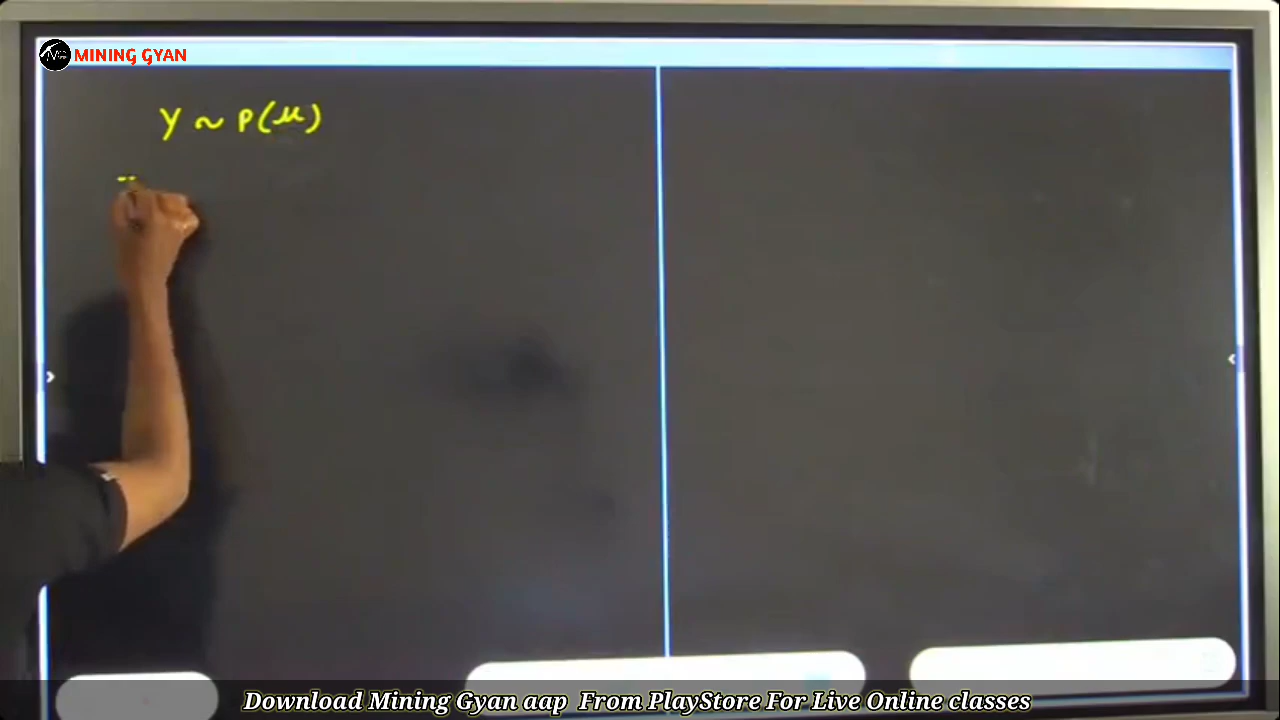 MINING GYAN
Y ~ P(μ)
Download Mining Gyan aap From PlayStore For Live Online classes